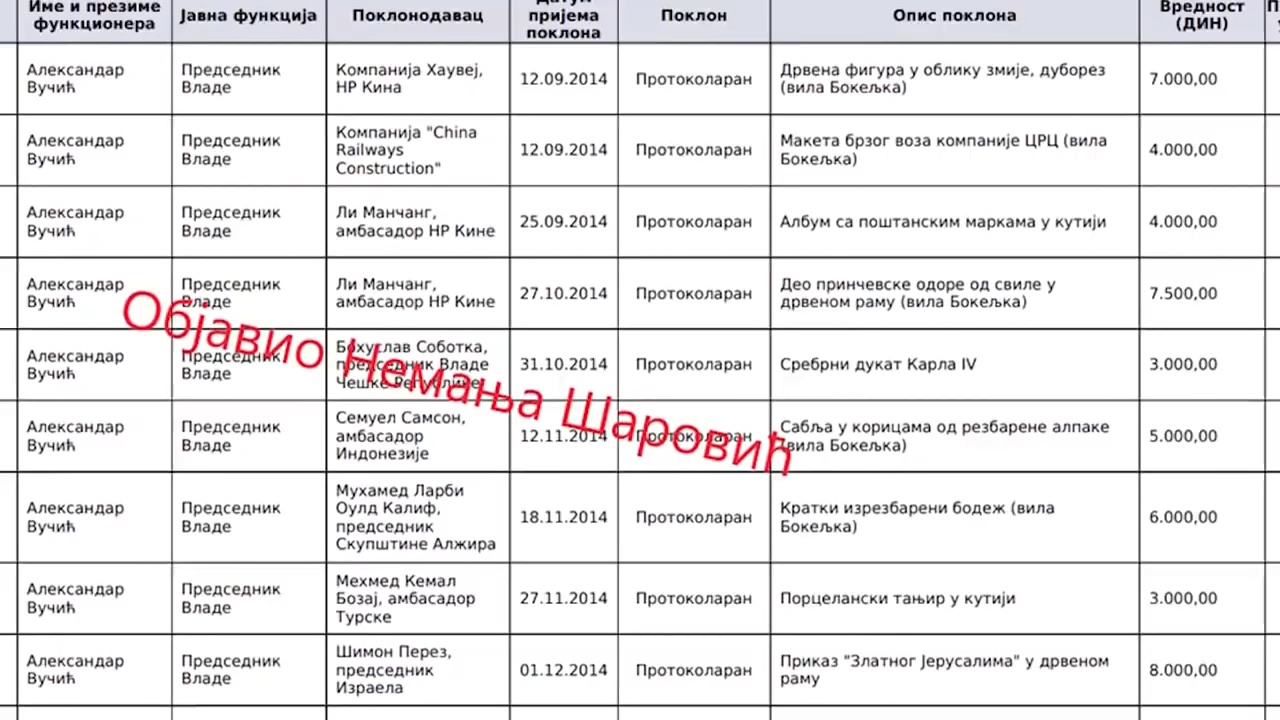 Име и презиме функционера Јавна функција Поклонодавац Датум пријема поклона Поклон Опис поклона Вредност (ДИН)
Александар Вучић Председник Владе Компанија Хаувеј, НР Кина 12.09.2014 Протоколаран Дрвена фигура у облику змије, дуборез (вила Бокељка) 7.000,00
Александар Вучић Председник Владе Компанија "China Railways Construction" 12.09.2014 Протоколаран Макета брзог воза компаније ЦРЦ (вила Бокељка) 4.000,00
Александар Вучић Председник Владе Ли Манчанг, амбасадор НР Кине 25.09.2014 Протоколаран Албум са поштанским маркама у кутији 4.000,00
Александар Вучић Председник Владе Ли Манчанг, амбасадор НР Кине 27.10.2014 Протоколаран Део принчевске одоре од свиле у дрвеном раму (вила Бокељка) 7.500,00
Александар Вучић Председник Владе Бохуслав Соботка, председник Владе Чешке Републике 31.10.2014 Протоколаран Сребрни дукат Карла IV 3.000,00
Александар Вучић Председник Владе Семуел Самсон, амбасадор Индонезије 12.11.2014 Протоколаран Сабља у корицама од резбарене алпаке (вила Бокељка) 5.000,00
Александар Вучић Председник Владе Мухамед Ларби Оулд Калиф, председник Скупштине Алжира 18.11.2014 Протоколаран Кратки изрезбарени бодеж (вила Бокељка) 6.000,00
Александар Вучић Председник Владе Мехмед Кемал Бозај, амбасадор Турске 27.11.2014 Протоколаран Порцелански тањир у кутији 3.000,00
Александар Вучић Председник Владе Шимон Перез, председник Израела 01.12.2014 Протоколаран Приказ "Златног Јерусалима" у дрвеном раму 8.000,00
Објавио Немања Шаровић